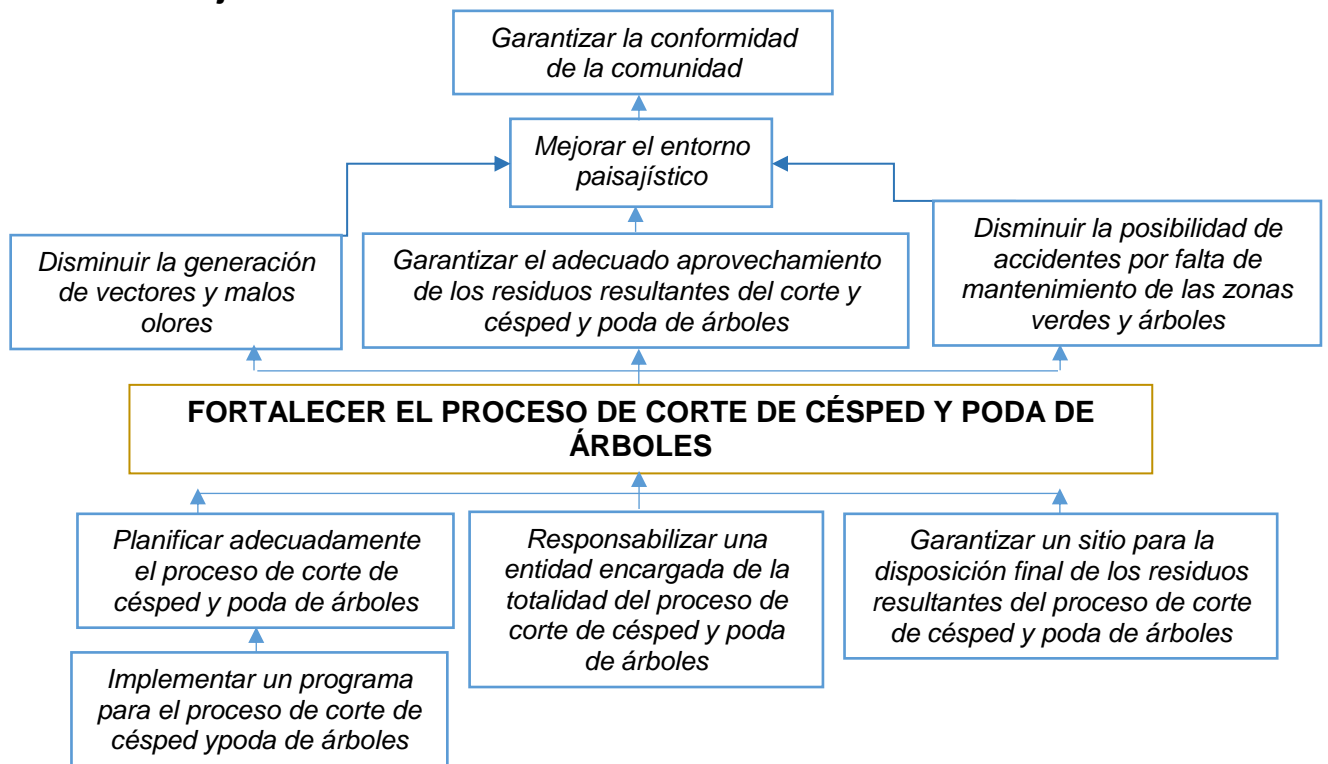 Garantizar la conformidad
de la comunidad
Mejorar el entorno
paisajístico
Disminuir la generación
de vectores y malos
olores
Garantizar el adecuado aprovechamiento
de los residuos resultantes del corte y
césped y poda de árboles
Disminuir la posibilidad de
accidentes por falta de
mantenimiento de las zonas
verdes y árboles
FORTALECER EL PROCESO DE CORTE DE CÉSPED Y PODA DE
ÁRBOLES
Planificar adecuadamente
el proceso de corte de
césped y poda de árboles
Responsabilizar una
entidad encargada de la
totalidad del proceso de
corte de césped y poda
de árboles
Garantizar un sitio para la
disposición final de los residuos
resultantes del proceso de corte
de césped y poda de árboles
Implementar un programa
para el proceso de corte de
césped ypoda de árboles